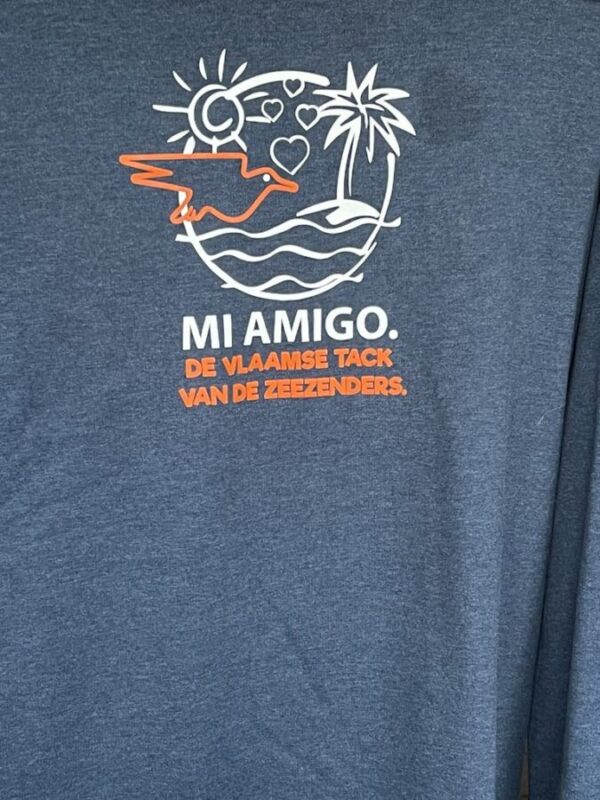 MI AMIGO.
DE VLAAMSE TACK
VAN DE ZEEZENDERS.